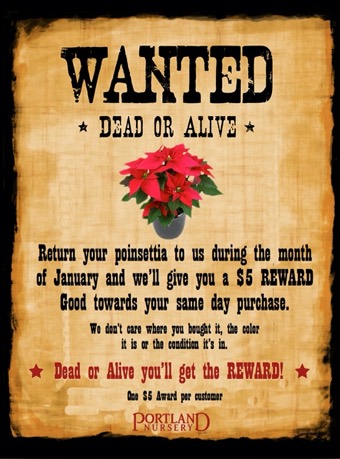 WANTED
★ DEAD OR ALIVE ★
Return your poinsettia to us during the month
of January and we'll give you a $5 REWARD
Good towards your same day purchase.
We don't care where you bought it, the color
it is or the condition it's in.
★ Dead or Alive you'll get the REWARD! ★
One $5 Award per customer
PORTLAND
NURSERY